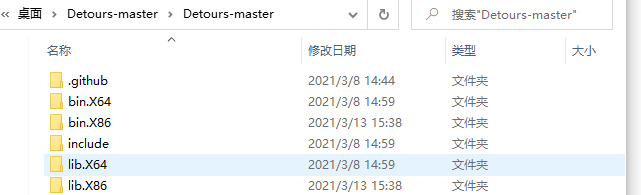 « 桌面 > Detours-master > Detours-master 搜索"Detours-master"
名称 修改日期 类型 大小
.github 2021/3/8 14:44 文件夹
bin.X64 2021/3/8 14:59 文件夹
bin.X86 2021/3/13 15:38 文件夹
include 2021/3/8 14:59 文件夹
lib.X64 2021/3/8 14:59 文件夹
lib.X86 2021/3/13 15:38 文件夹